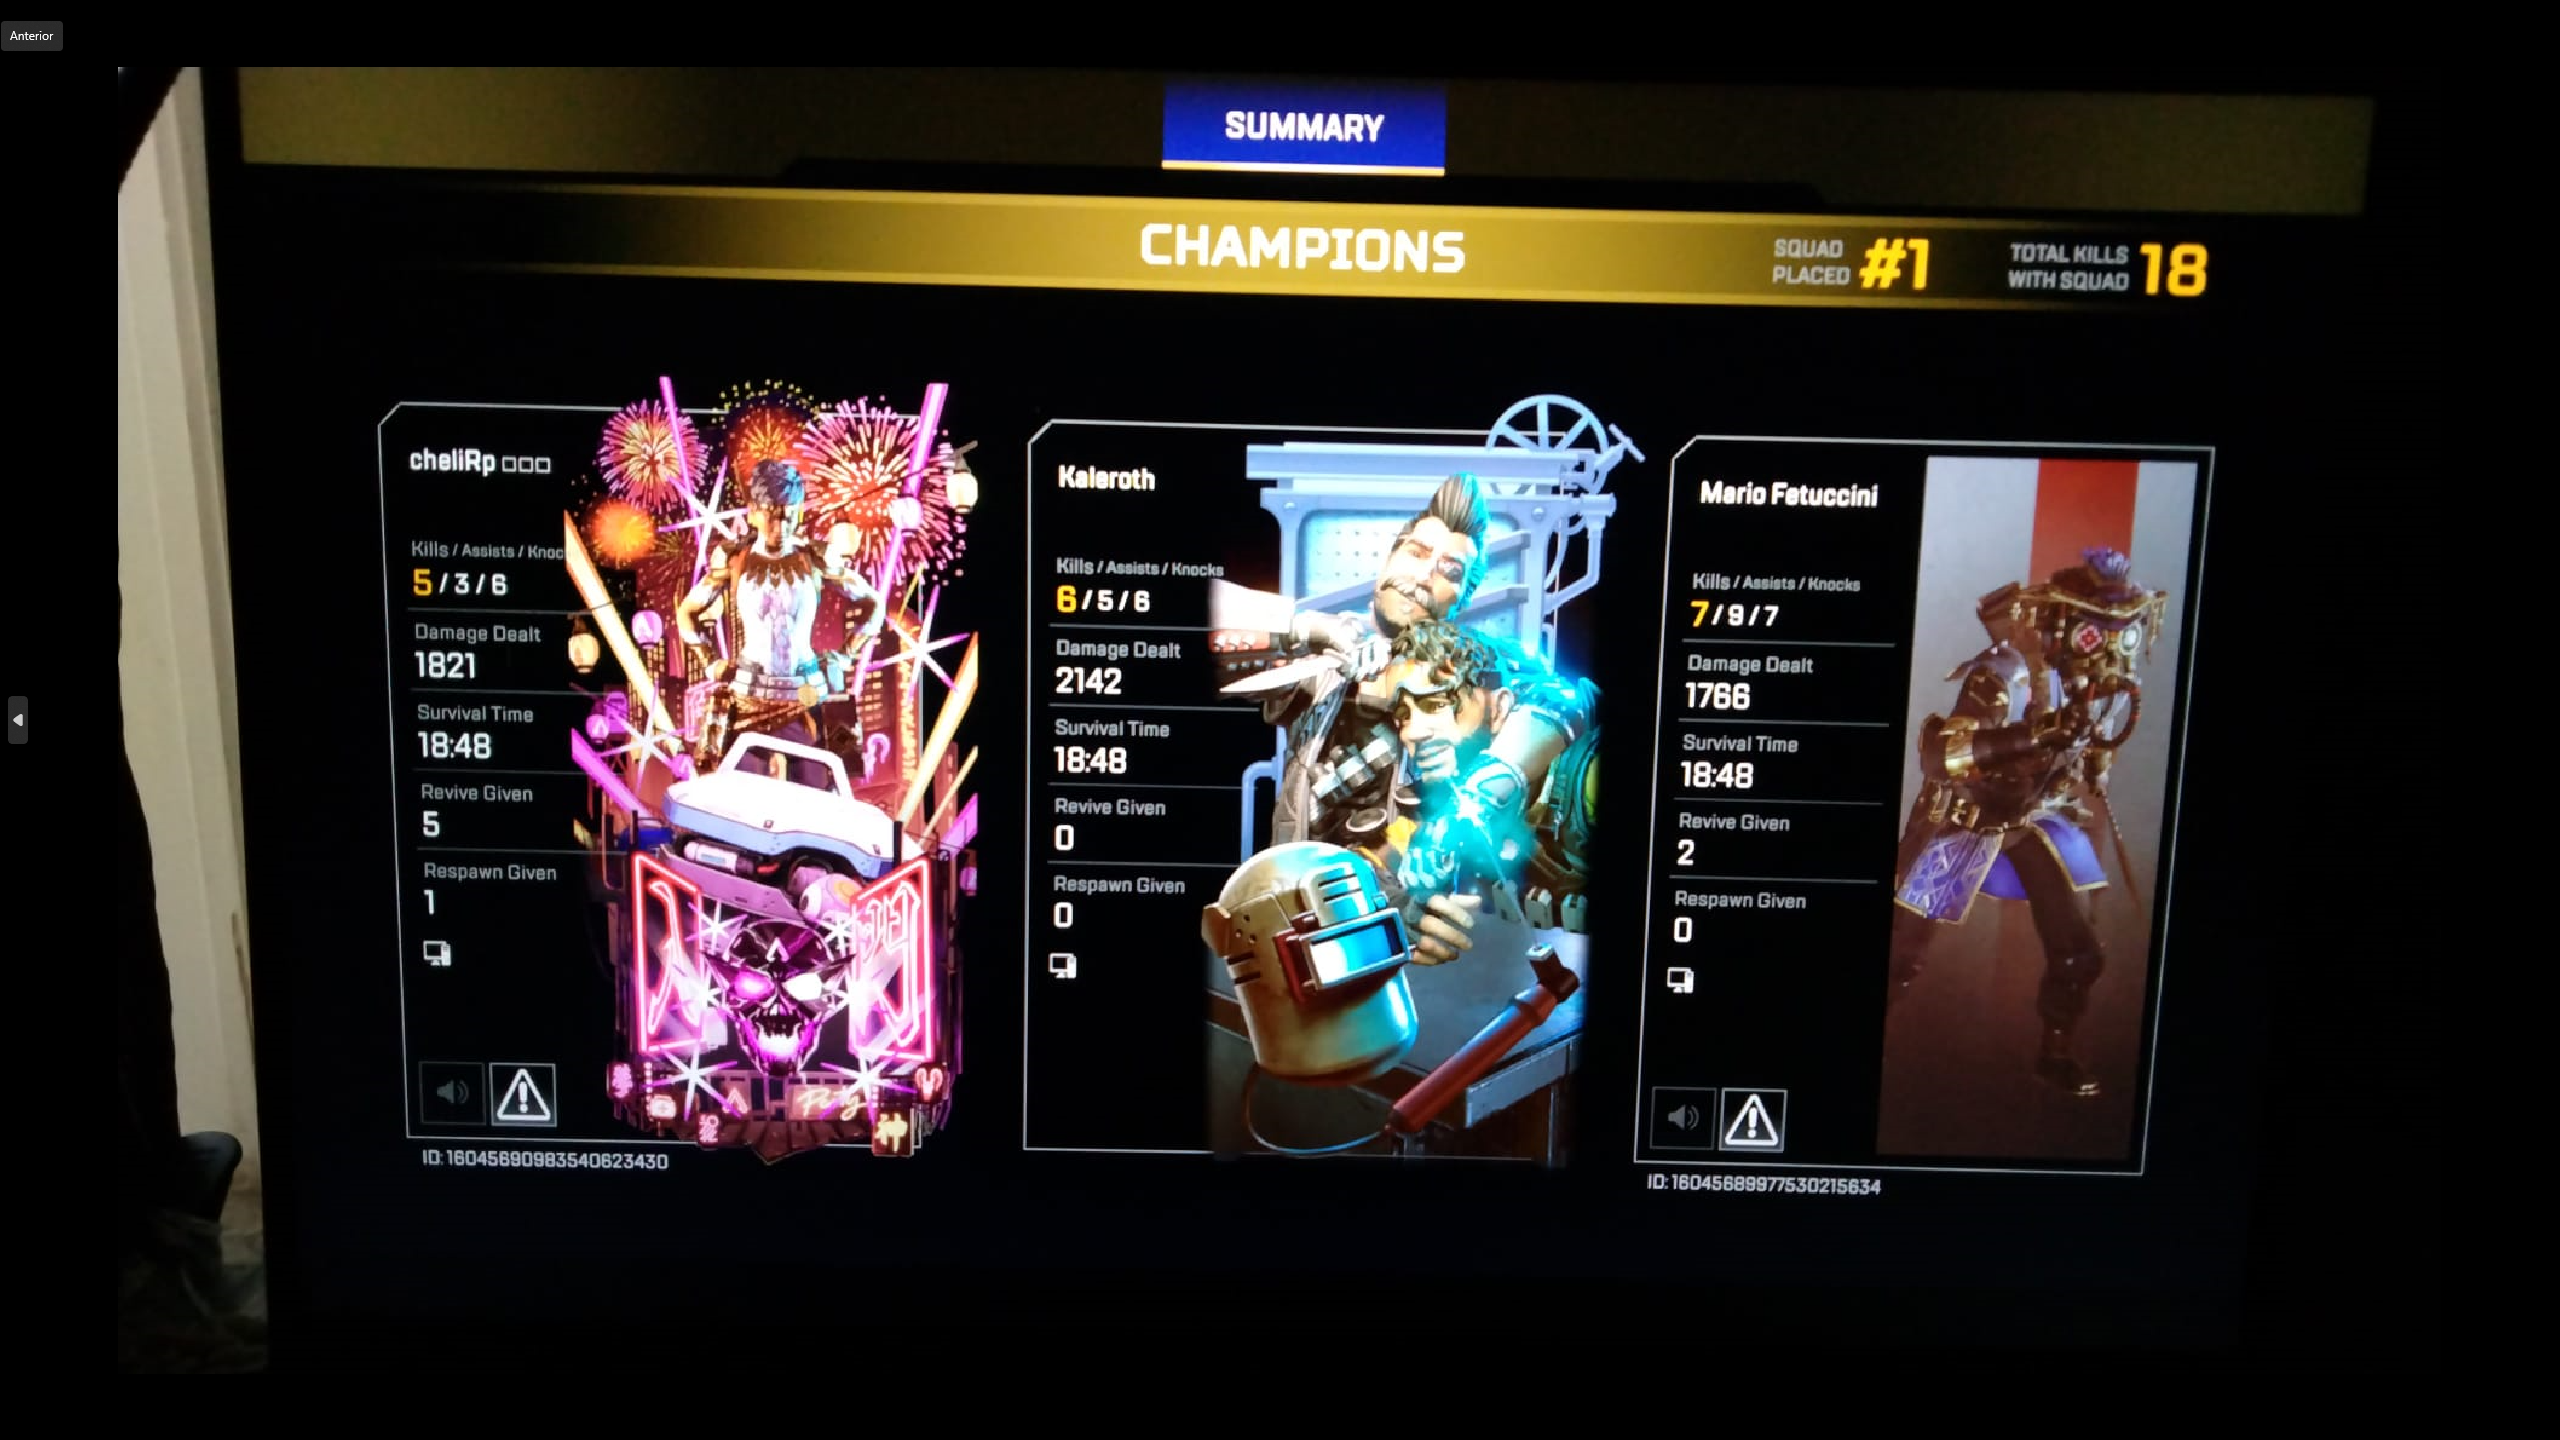 Anterior
SUMMARY
CHAMPIONS
SQUAD PLACED #1
TOTAL KILLS WITH SQUAD 18
cheliRp □□□
Kills / Assists / Knoc
5 / 3 / 6
Damage Dealt
1821
Survival Time
18:48
Revive Given
5
Respawn Given
1
ID: 16045690983540623430
Kaleroth
Kills / Assists / Knocks
6 / 5 / 6
Damage Dealt
2142
Survival Time
18:48
Revive Given
0
Respawn Given
0
Mario Fetuccini
Kills / Assists / Knocks
7 / 9 / 7
Damage Dealt
1766
Survival Time
18:48
Revive Given
2
Respawn Given
0
ID: 16045689977530215634